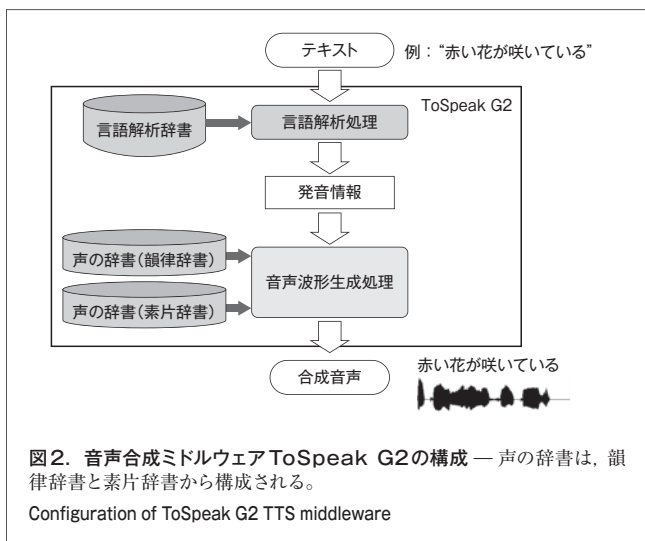 テキスト
例：“赤い花が咲いている”
ToSpeak G2
言語解析辞書
言語解析処理
発音情報
声の辞書（韻律辞書）
音声波形生成処理
声の辞書（素片辞書）
合成音声
赤い花が咲いている
図2．音声合成ミドルウェアToSpeak G2の構成 — 声の辞書は，韻
律辞書と素片辞書から構成される。
Configuration of ToSpeak G2 TTS middleware